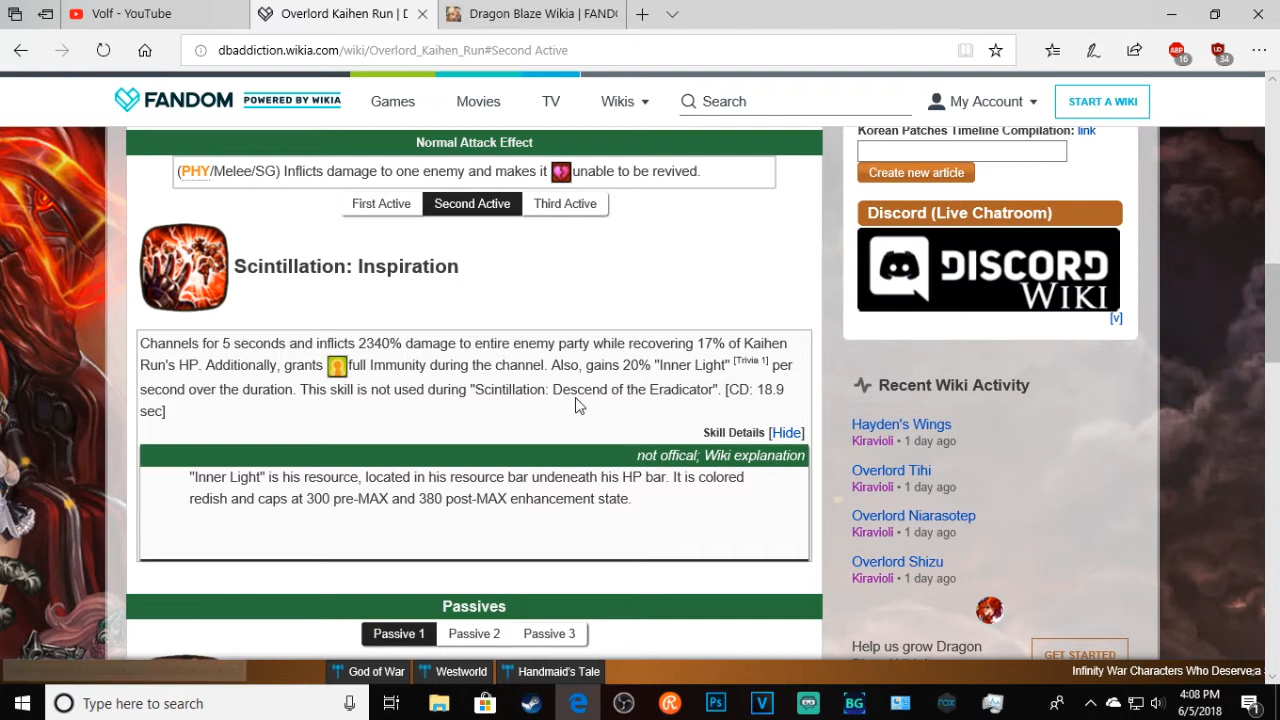 Volf - YouTube
Overlord Kaihen Run | D
Dragon Blaze Wikia | FAND
dbaddiction.wikia.com/wiki/Overlord_Kaihen_Run#Second Active
ABP
16
34
FANDOM
POWERED BY WIKIA
Games
Movies
TV
Wikis
Search
My Account
START A WIKI
Normal Attack Effect
(PHY/Melee/SG) Inflicts damage to one enemy and makes it unable to be revived.
First Active
Second Active
Third Active
Scintillation: Inspiration
Channels for 5 seconds and inflicts 2340% damage to entire enemy party while recovering 17% of Kaihen
Run's HP. Additionally, grants full Immunity during the channel. Also, gains 20% "Inner Light" [Trivia 1] per
second over the duration. This skill is not used during "Scintillation: Descend of the Eradicator". [CD: 18.9
sec]
Skill Details [Hide]
not offical; Wiki explanation
"Inner Light" is his resource, located in his resource bar underneath his HP bar. It is colored
redish and caps at 300 pre-MAX and 380 post-MAX enhancement state.
Passives
Passive 1
Passive 2
Passive 3
Korean Patches Timeline Compilation: link
Create new article
Discord (Live Chatroom)
DISCORD
WIKI
[v]
Recent Wiki Activity
Hayden's Wings
Kiravioli • 1 day ago
Overlord Tihi
Kiravioli • 1 day ago
Overlord Niarasotep
Kiravioli • 1 day ago
Overlord Shizu
Kiravioli • 1 day ago
Help us grow Dragon
GET STARTED
God of War
Westworld
Handmaid's Tale
Infinity War Characters Who Deserve;a
Type here to search
Ps
V
BG
4:08 PM
6/5/2018
1